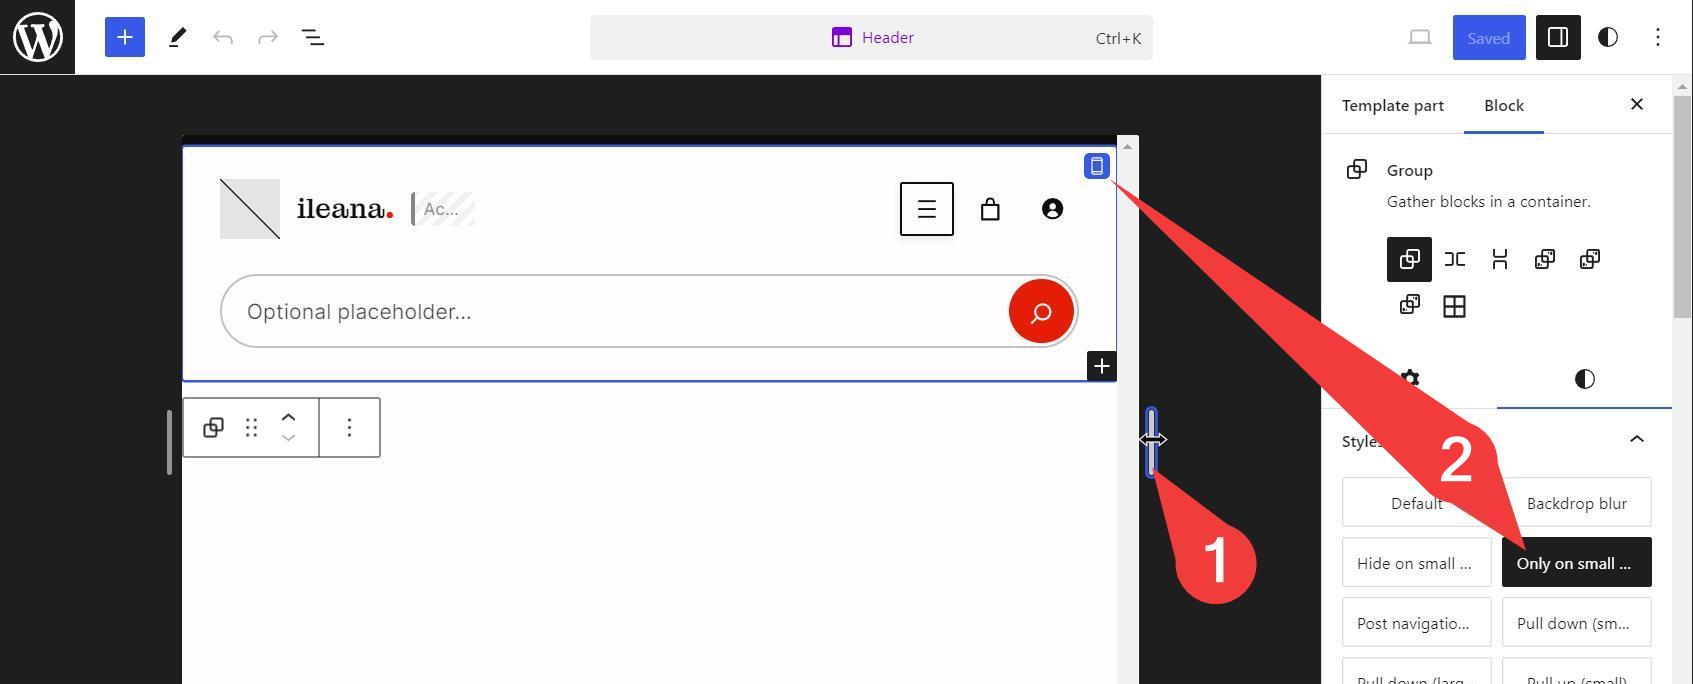 Header
Ctrl+K
Saved
Template part
Block
Group
Gather blocks in a container.
ileana.
Ac...
Optional placeholder...
Styles
Default
Backdrop blur
Hide on small ...
Only on small ...
Post navigatio...
Pull down (sm...
Pull down (larg...
Pull up (small)
1
2